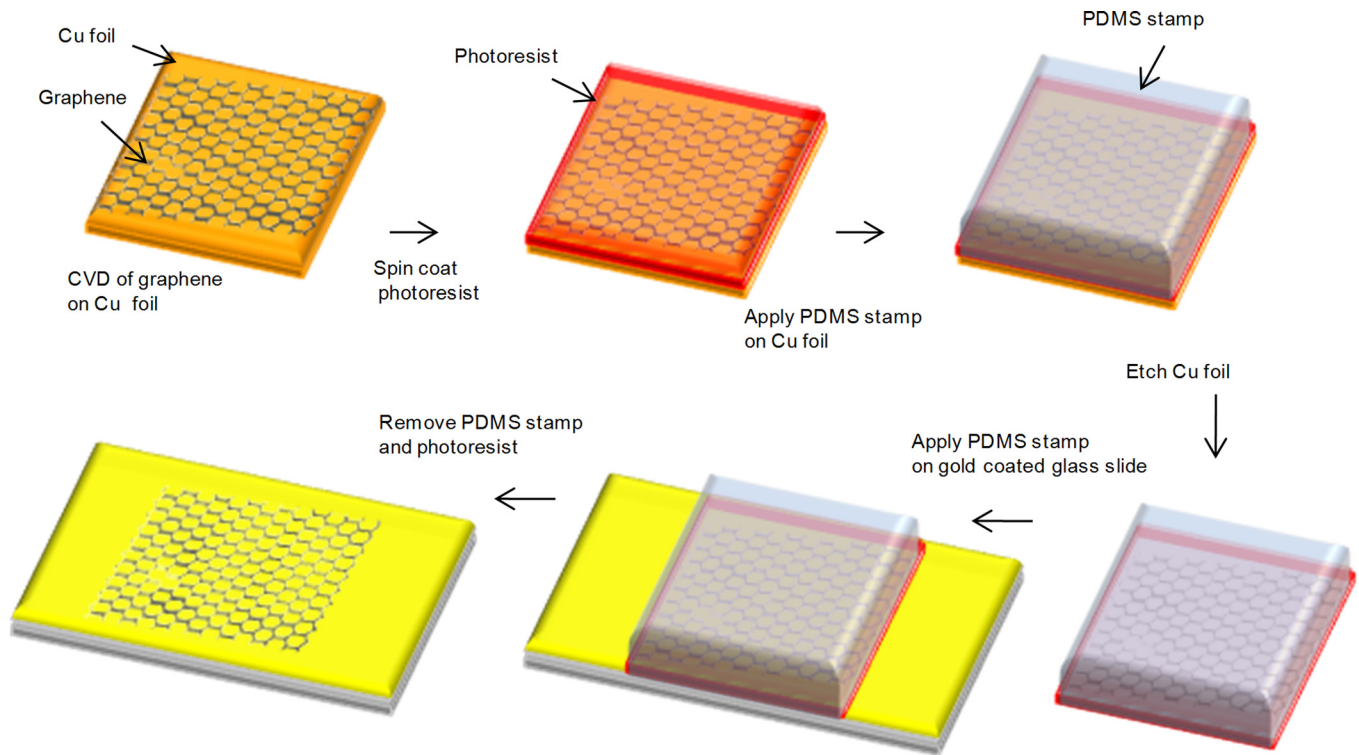 Cu foil
Graphene
CVD of graphene
on Cu foil
Spin coat
photoresist
Photoresist
Apply PDMS stamp
on Cu foil
PDMS stamp
Etch Cu foil
Apply PDMS stamp
on gold coated glass slide
Remove PDMS stamp
and photoresist